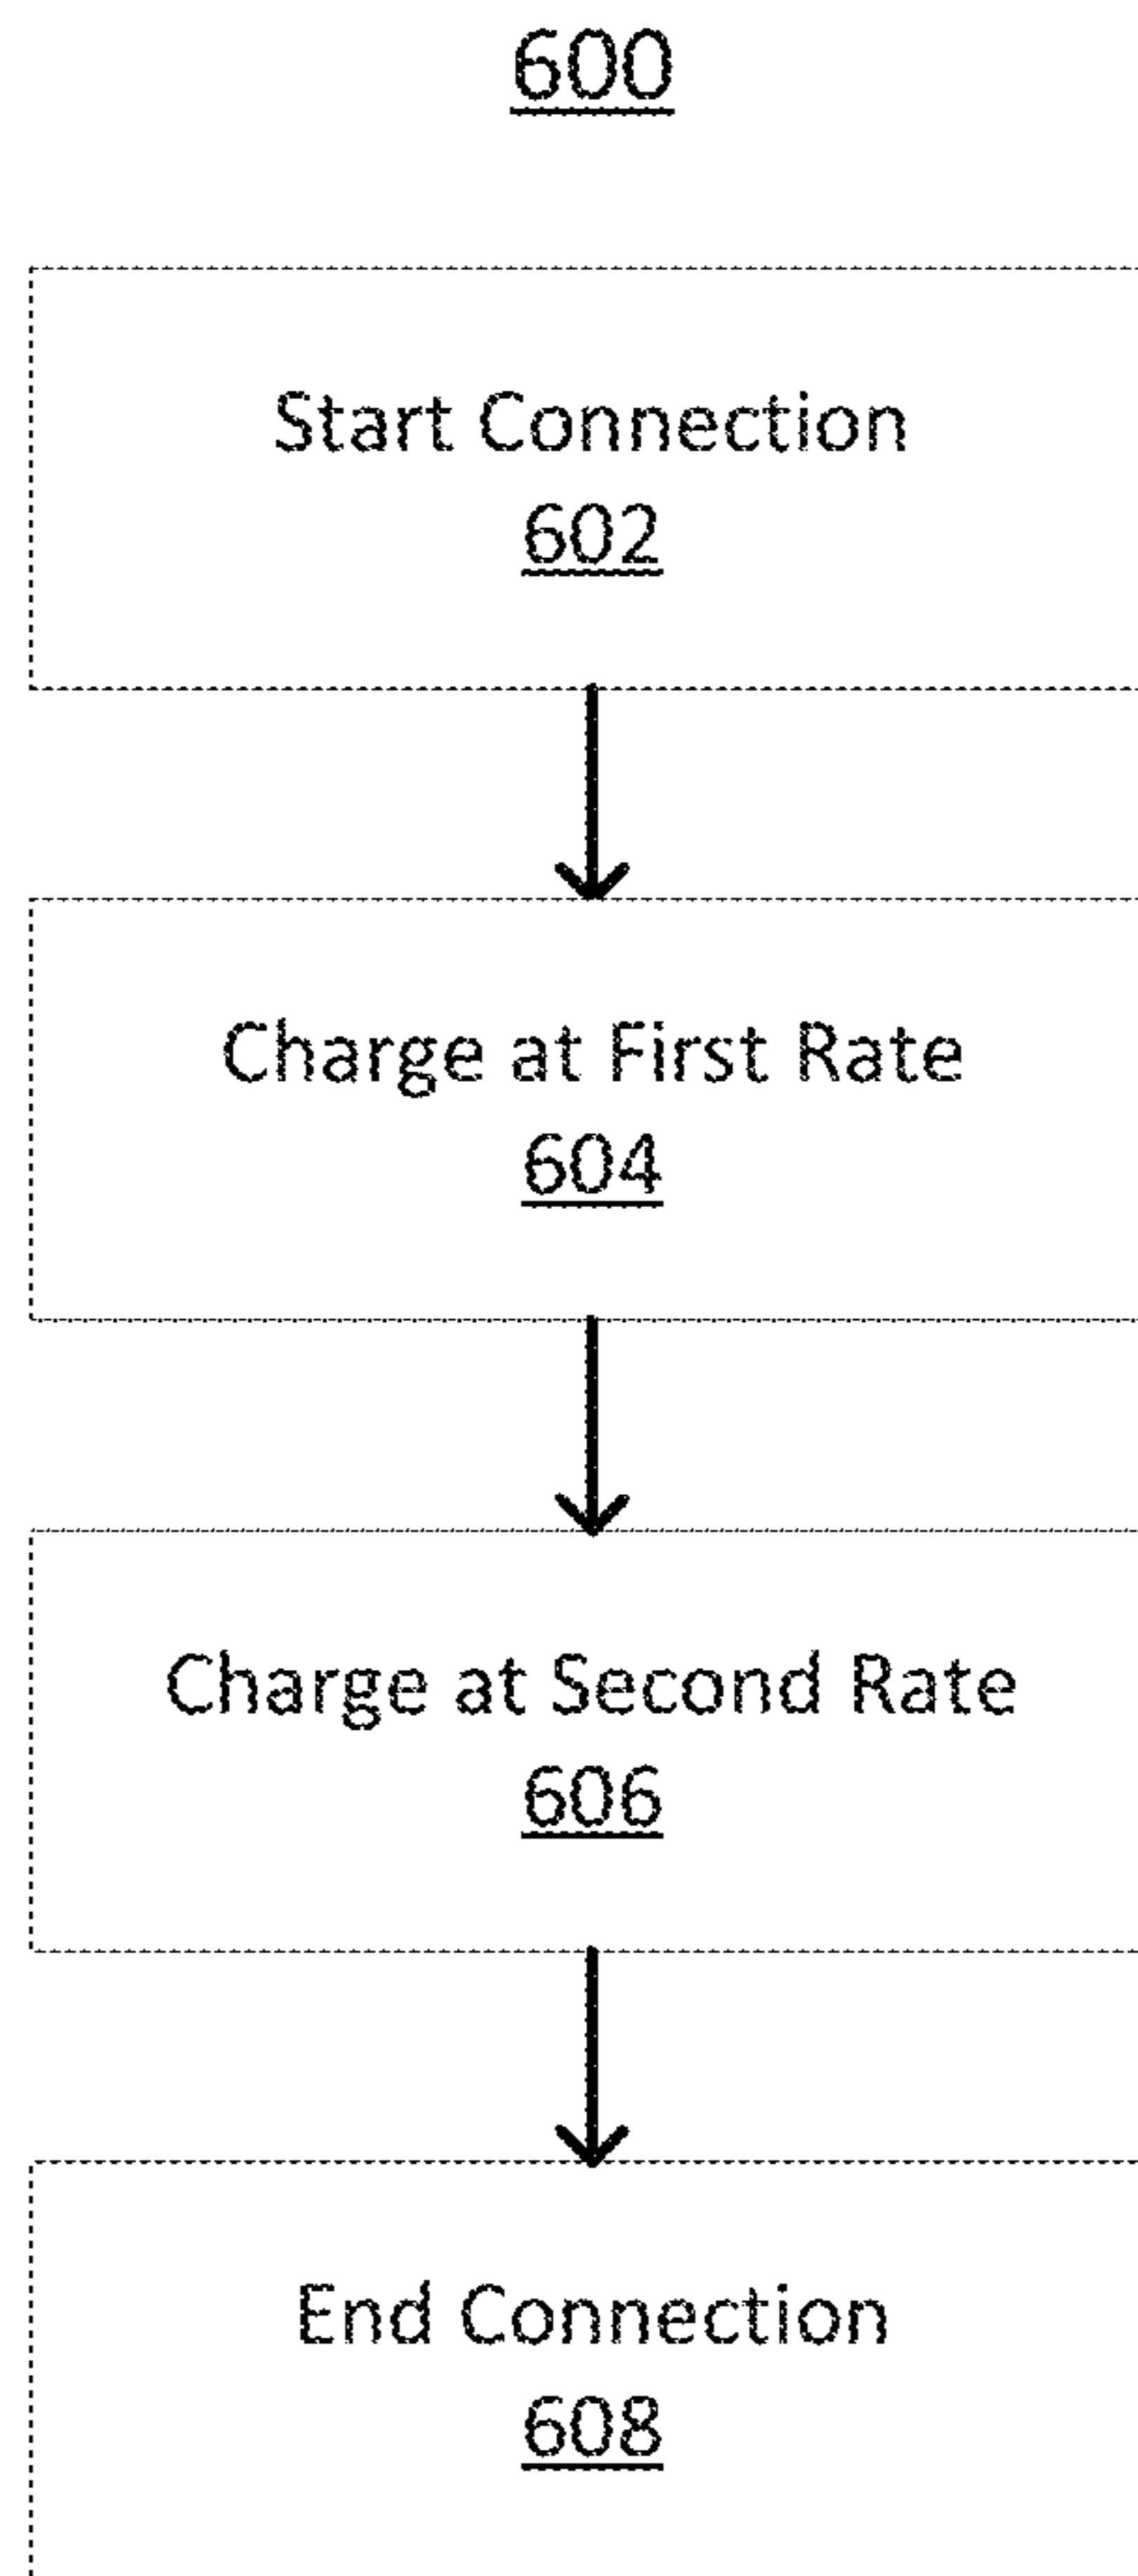 600
Start Connection
602
Charge at First Rate
604
Charge at Second Rate
606
End Connection
608